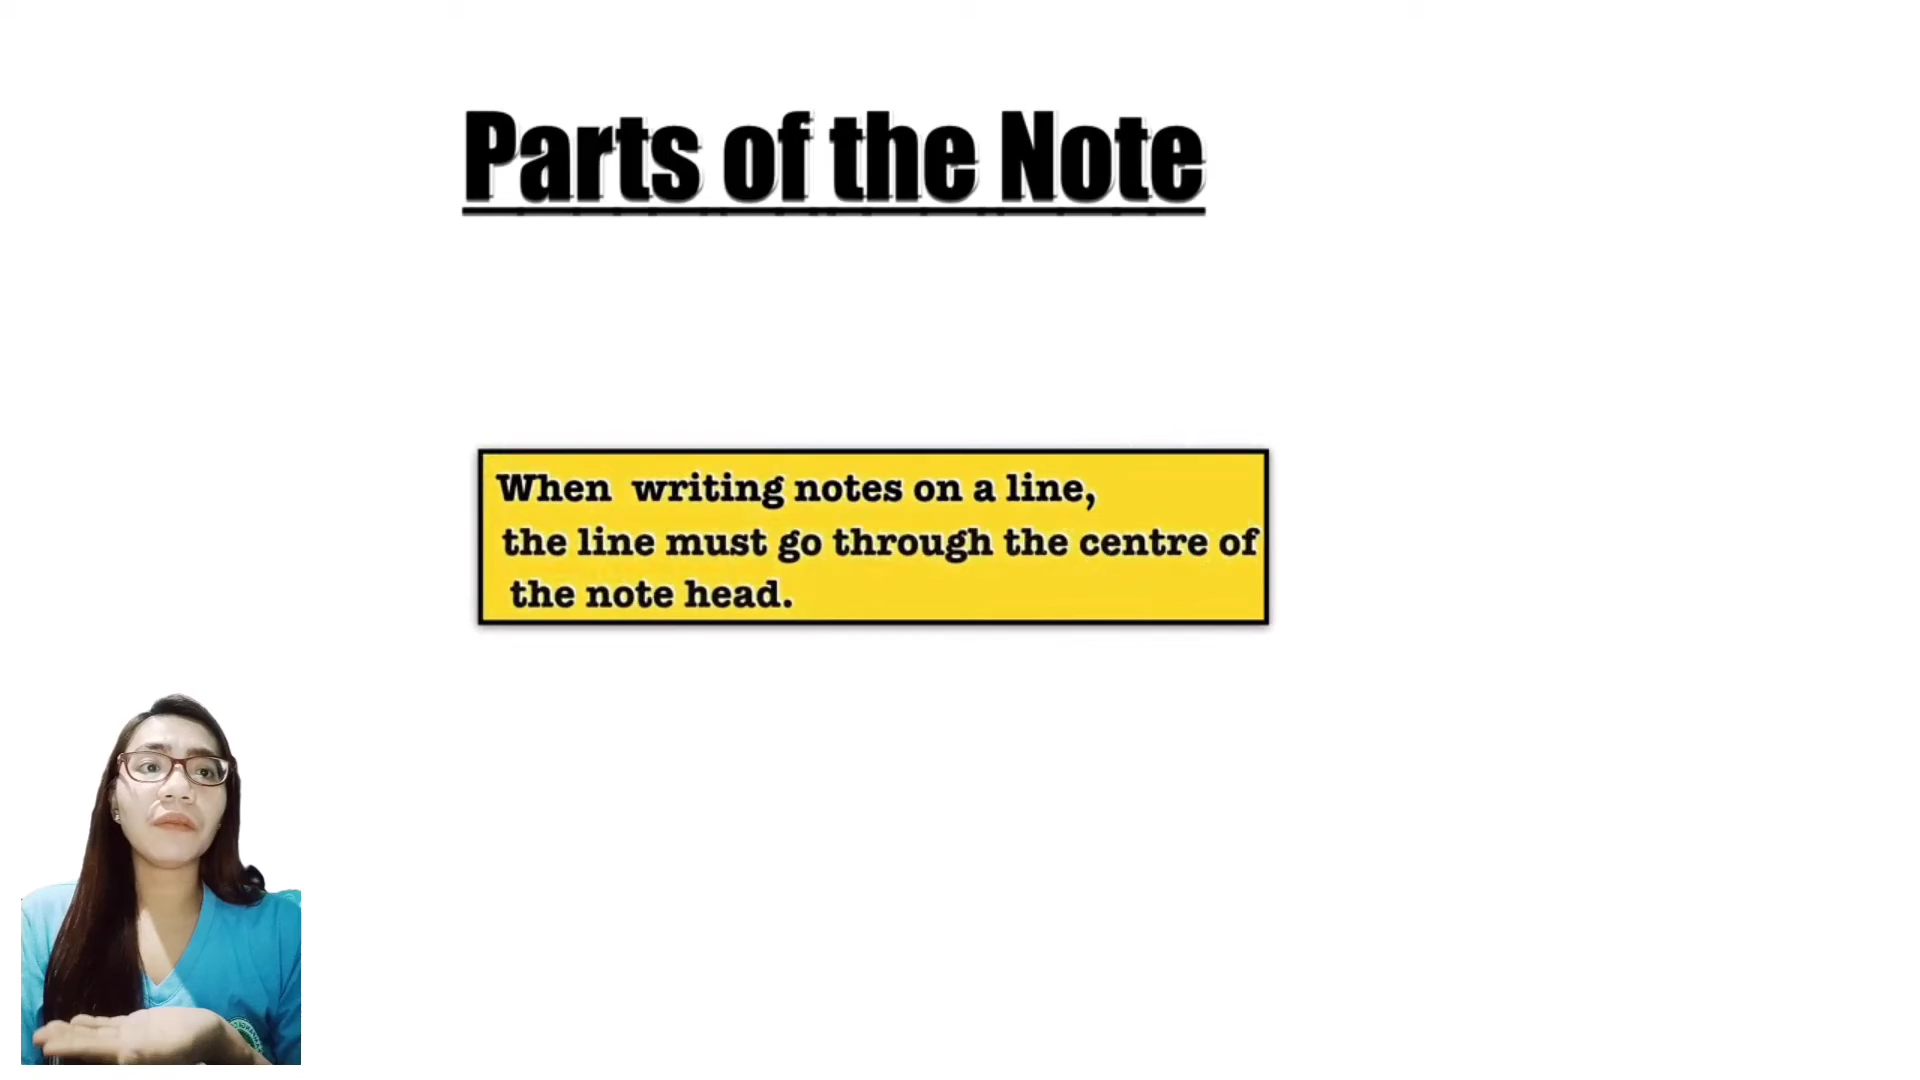 Parts of the Note
When writing notes on a line,
the line must go through the centre of
the note head.